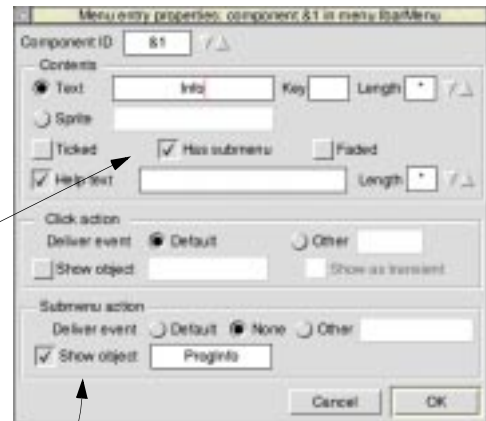 Menu entry properties: component &1 in menu IbarMenu
Component ID &1
Contents
Text Info Key Length *
Sprite
Ticked Has submenu Faded
Help text Length *
Click action
Deliver event Default Other
Show object Show as transient
Submenu action
Deliver event Default None Other
Show object ProgInfo
Cancel OK